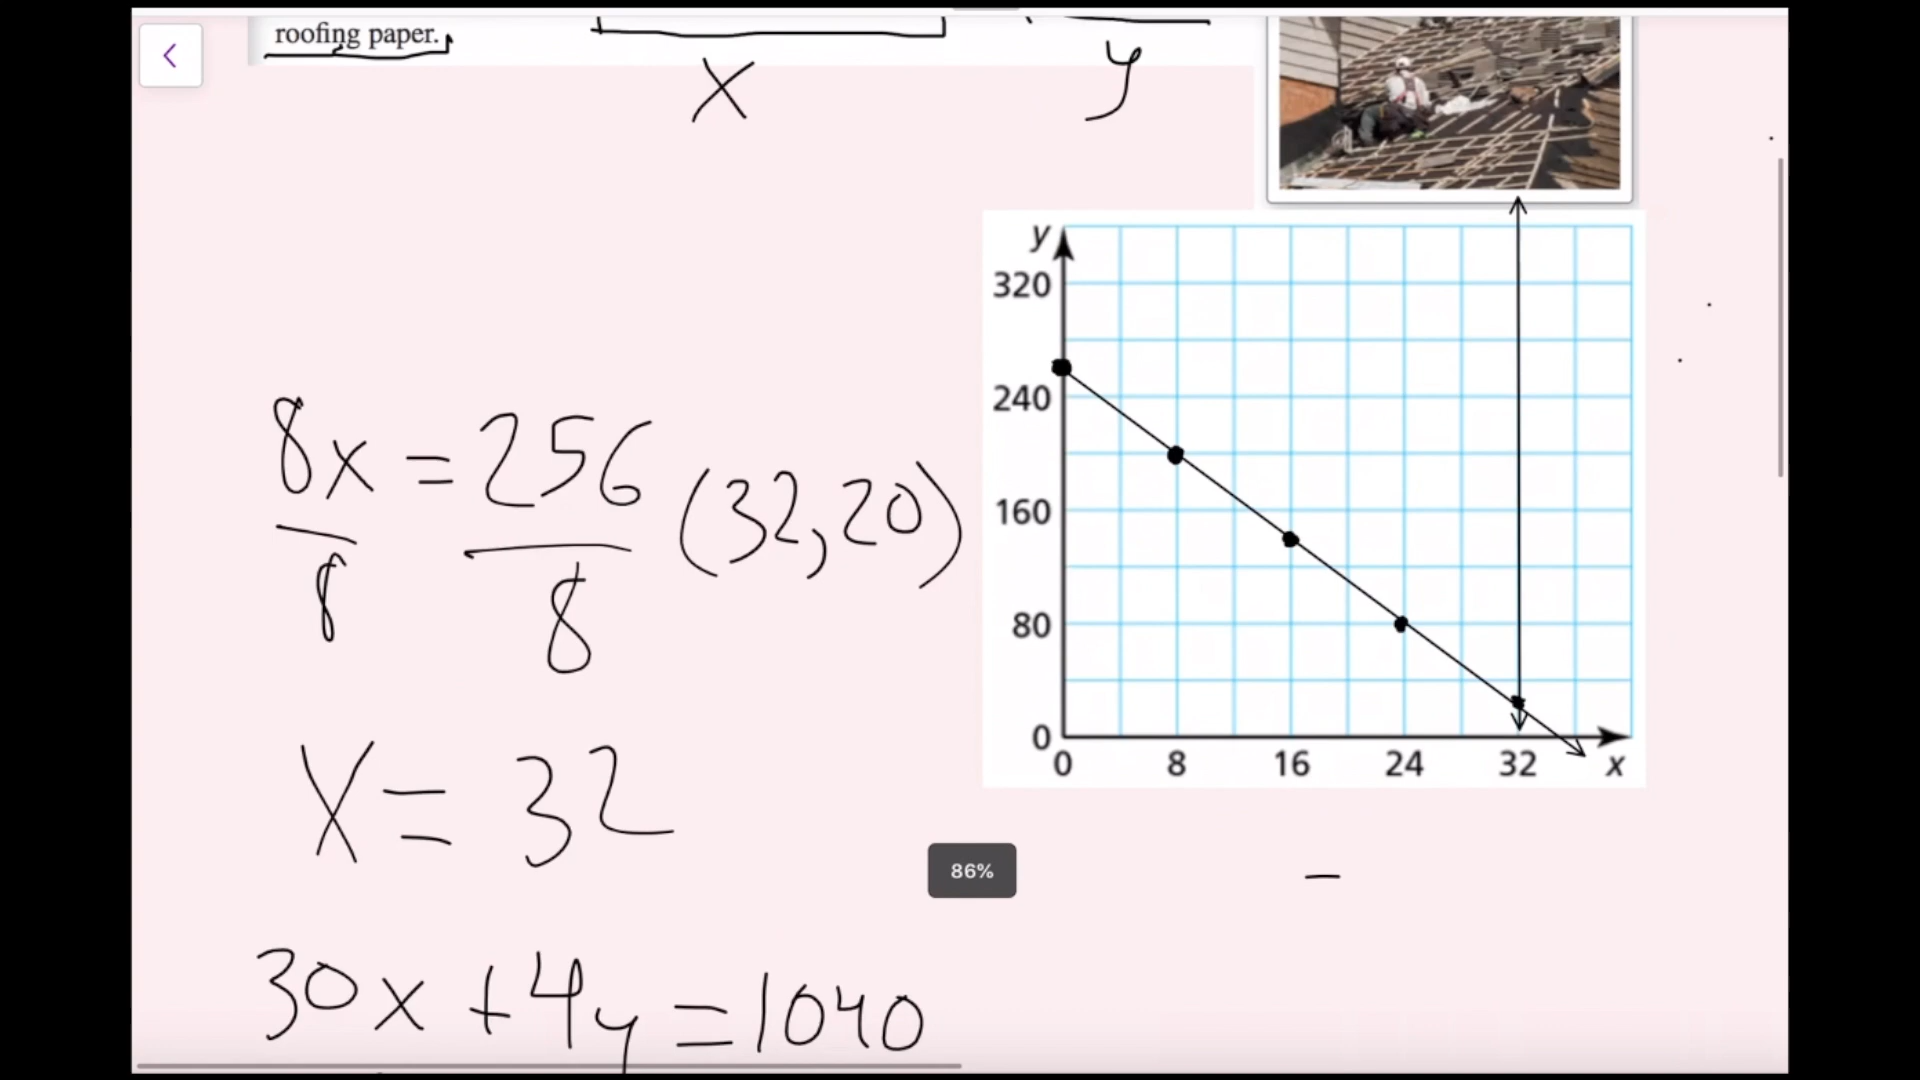 roofing paper.
x
y
y
320
240
160
80
0
0 8 16 24 32 x
8x = 256
8 8
(32,20)
x = 32
86%
30x + 4y = 1040